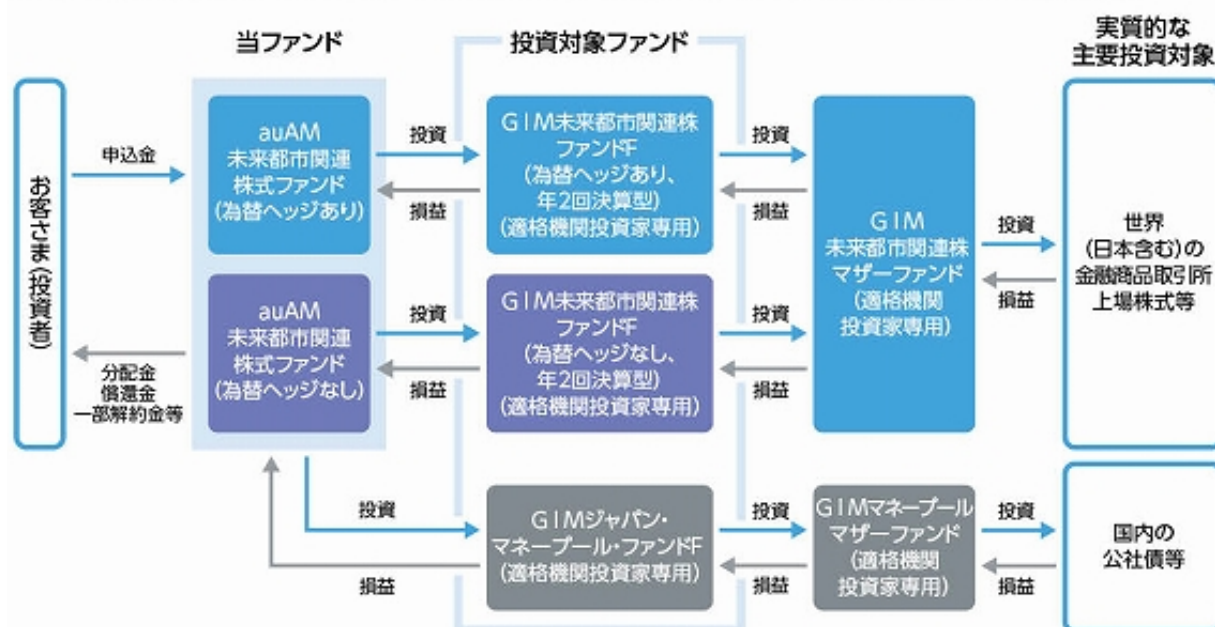 当ファンド
投資対象ファンド
実質的な
主要投資対象
お客さま(投資者)
申込金
分配金
償還金
一部解約金等
auAM
未来都市関連
株式ファンド
(為替ヘッジあり)
投資
損益
GIM未来都市関連株
ファンドF
(為替ヘッジあり、
年2回決算型)
(適格機関投資家専用)
投資
損益
auAM
未来都市関連
株式ファンド
(為替ヘッジなし)
投資
損益
GIM未来都市関連株
ファンドF
(為替ヘッジなし、
年2回決算型)
(適格機関投資家専用)
投資
損益
GIM
未来都市関連株
マザーファンド
(適格機関
投資家専用)
投資
損益
世界
(日本含む)の
金融商品取引所
上場株式等
投資
損益
GIMジャパン・
マネープール・ファンドF
(適格機関投資家専用)
投資
損益
GIMマネープール
マザーファンド
(適格機関
投資家専用)
投資
損益
国内の
公社債等